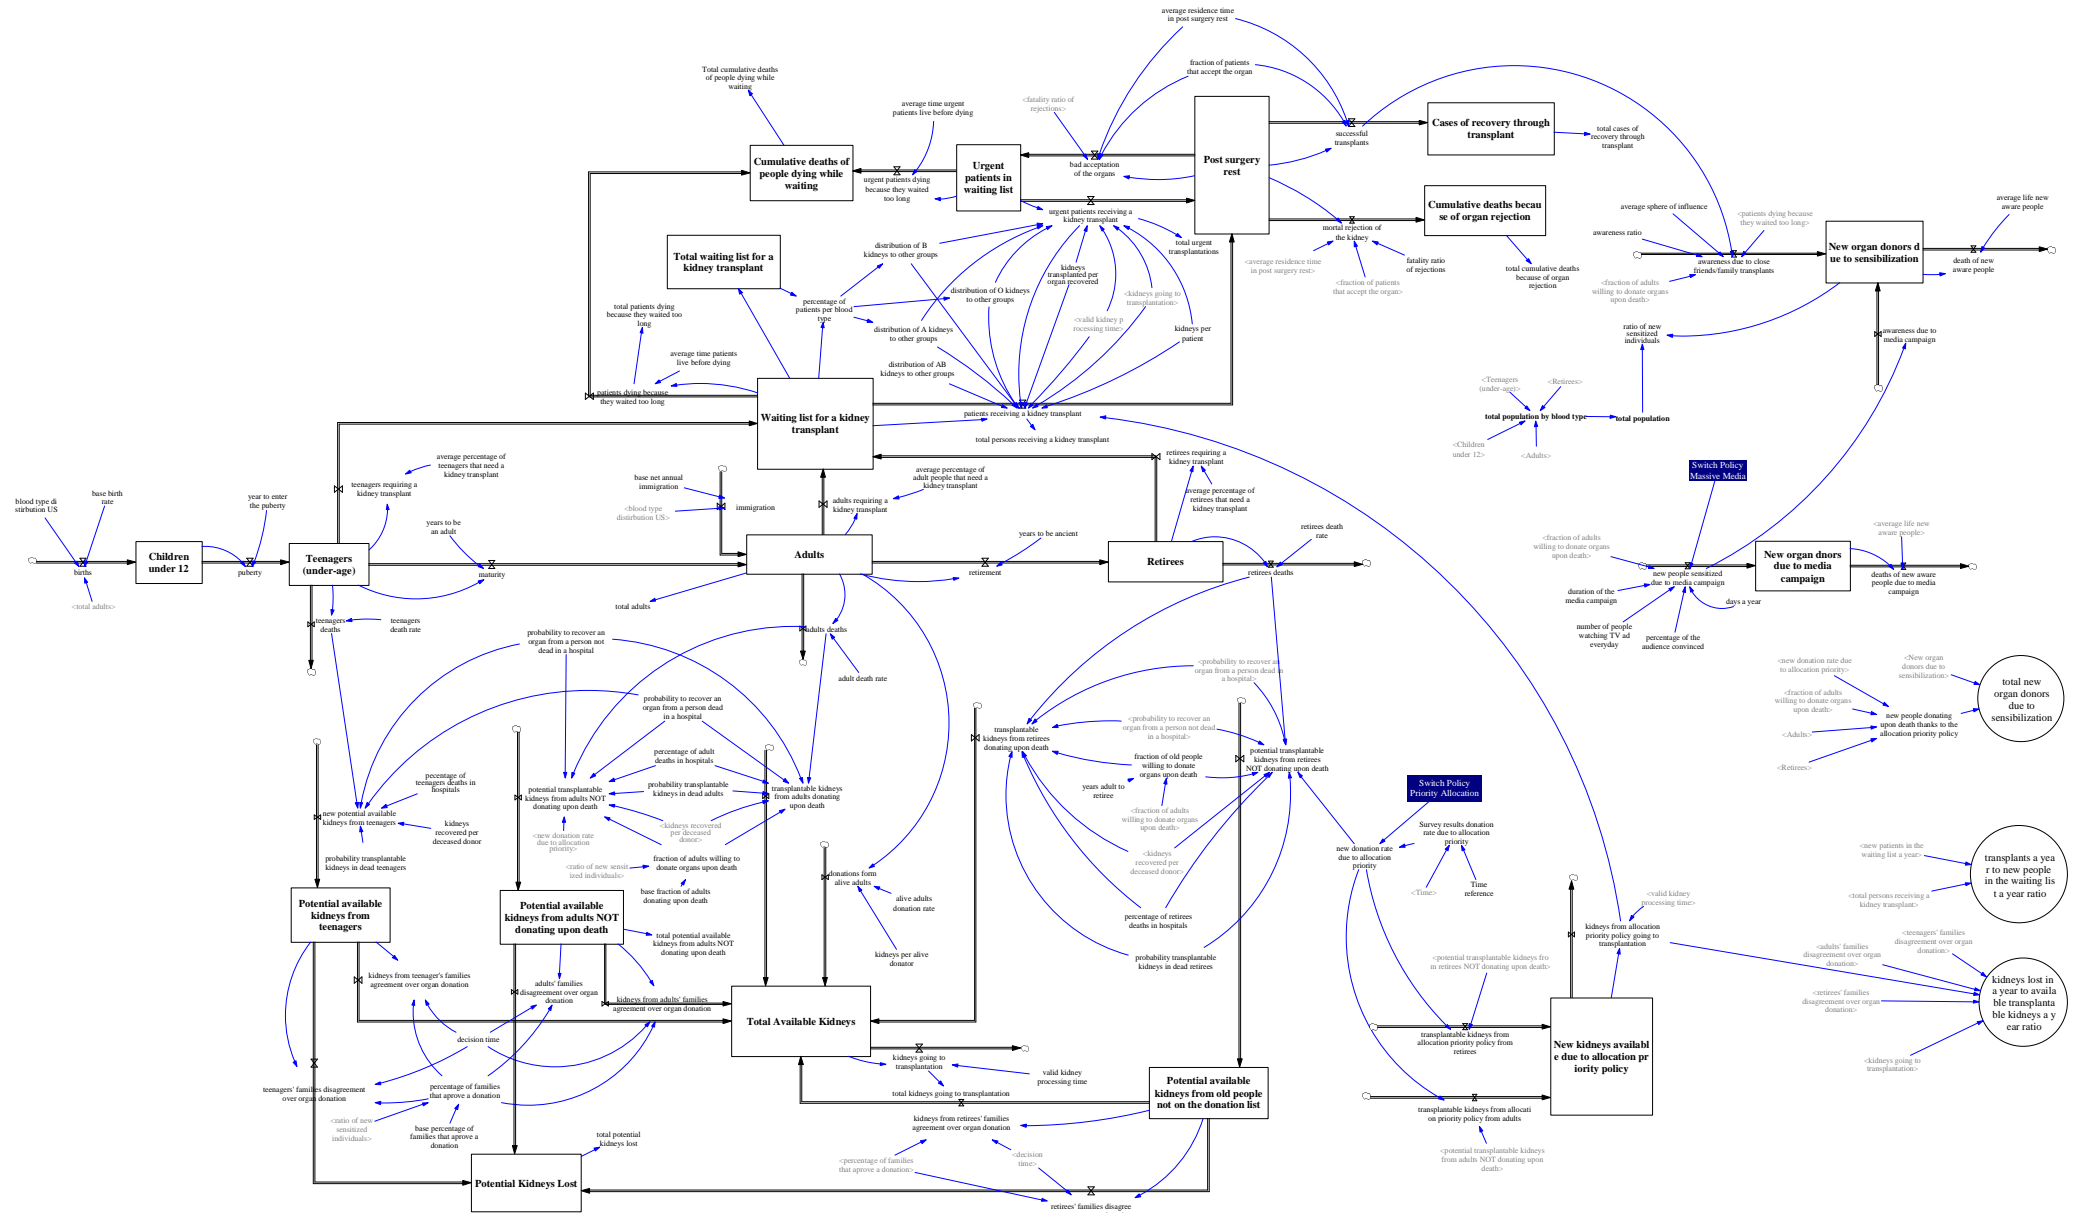 average residence time
in post surgery rest
Total cumulative deaths
of people dying while
waiting
fraction of patients
that accept the organ
average time urgent
patients live before dying
<fatality ratio of
rejections>
Cumulative deaths of
people dying while
waiting
urgent patients dying
because they waited
too long
Urgent
patients in
waiting list
bad acceptation
of the organs
Post surgery
rest
successful
transplants
Cases of recovery through
transplant
total cases of
recovery through
transplant
Cumulative deaths becau
se of organ rejection
mortal rejection of
the kidney
<average residence time
in post surgery rest>
<fraction of patients
that accept the organ>
fatality ratio
of rejections
total cumulative deaths
because of organ
rejection
urgent patients receiving a
kidney transplant
total urgent
transplantations
average sphere of influence
<patients dying because
they waited too long>
awareness ratio
awareness due to close
friends/family transplants
<fraction of adults
willing to donate organs
upon death>
New organ donors d
ue to sensibilization
average life new
aware people
death of new
aware people
ratio of new
sensitized
individuals
awareness due to
media campaign
Total waiting list for a
kidney transplant
distribution of B
kidneys to other groups
percentage of
patients per blood
type
distribution of O kidneys
to other groups
distribution of A kidneys
to other groups
distribution of AB
kidneys to other groups
kidneys
transplanted per
organ recovered
<kidneys going to
transplantation>
<valid kidney p
rocessing time>
kidneys per
patient
total patients dying
because they waited too
long
average time patients
live before dying
patients dying because
they waited too long
Waiting list for a kidney
transplant
patients receiving a kidney transplant
total persons receiving a kidney transplant
<Teenagers
(under-age)>
<Retirees>
total population by blood type
total population
<Children
under 12>
<Adults>
average percentage of
teenagers that need a
kidney transplant
teenagers requiring a
kidney transplant
base net annual
immigration
<blood type
distirbution US>
immigration
average percentage of
adult people that need a
kidney transplant
adults requiring a
kidney transplant
retirees requiring a
kidney transplant
average percentage of
retirees that need a
kidney transplant
blood type di
stirbution US
base birth
rate
year to enter
the puberty
years to be
an adult
years to be ancient
retirees death
rate
births
<total adults>
Children
under 12
puberty
Teenagers
(under-age)
maturity
Adults
retirement
Retirees
retirees deaths
total adults
teenagers
deaths
teenagers
death rate
adults deaths
adult death rate
Switch Policy
Massive Media
<fraction of adults
willing to donate organs
upon death>
new people sensitized
due to media campaign
duration of the
media campaign
number of people
watching TV ad
everyday
percentage of the
audience convinced
days a year
New organ dnors
due to media
campaign
<average life new
aware people>
deaths of new aware
people due to media
campaign
probability to recover an
organ from a person not
dead in a hospital
probability to recover an
organ from a person dead
in a hospital
percentage of adult
deaths in hospitals
probability transplantable
kidneys in dead adults
potential transplantable
kidneys from adults NOT
donating upon death
transplantable kidneys
from adults donating
upon death
<new donation rate
due to allocation
priority>
<kidneys recovered
per deceased
donor>
<ratio of new sensit
ized individuals>
fraction of adults willing to
donate organs upon death
base fraction of adults
donating upon death
pecentage of
teenagers deaths in
hospitals
new potential available
kidneys from teenagers
kidneys
recovered per
deceased donor
probability transplantable
kidneys in dead teenagers
<probability to recover an
organ from a person dead in
a hospital>
<probability to recover an
organ from a person not dead
in a hospital>
transplantable
kidneys from retirees
donating upon death
potential transplantable
kidneys from retirees
NOT donating upon death
fraction of old people
willing to donate
organs upon death
years adult to
retiree
<fraction of adults
willing to donate organs
upon death>
<kidneys
recovered per
deceased donor>
percentage of retirees
deaths in hospitals
probability transplantable
kidneys in dead retirees
donations form
alive adults
alive adults
donation rate
kidneys per alive
donator
Switch Policy
Priority Allocation
Survey results donation
rate due to allocation
priority
new donation rate
due to allocation
priority
<Time>
Time
reference
<new donation rate due
to allocation priority>
<New organ
donors due to
sensibilization>
<fraction of adults
willing to donate organs
upon death>
new people donating
upon death thanks to the
allocation priority policy
<Adults>
<Retirees>
total new
organ donors
due to
sensibilization
<new patients in the
waiting list a year>
<total persons receiving a
kidney transplant>
transplants a yea
r to new people
in the waiting lis
t a year ratio
<valid kidney
processing time>
kidneys from allocation
priority policy going to
transplantation
<teenagers' families
disagreement over organ
donation>
<adults' families
disagreement over organ
donation>
<retirees' families
disagreement over organ
donation>
<kidneys going to
transplantation>
kidneys lost in
a year to availa
ble transplanta
ble kidneys a y
ear ratio
Potential available
kidneys from
teenagers
Potential available
kidneys from adults NOT
donating upon death
total potential available
kidneys from adults NOT
donating upon death
kidneys from teenager's families
agreement over organ donation
adults' families
disagreement over organ
donation
kidneys from adults' families
agreement over organ donation
Total Available Kidneys
<potential transplantable kidneys fro
m retirees NOT donating upon death>
transplantable kidneys from
allocation priority policy from
retirees
New kidneys availabl
e due to allocation pr
iority policy
transplantable kidneys from allocati
on priority policy from adults
<potential transplantable kidneys
from adults NOT donating upon
death>
decision time
kidneys going to
transplantation
valid kidney
processing time
total kidneys going to transplantation
teenagers' families disagreement
over organ donation
percentage of families
that aprove a donation
<ratio of new
sensitized
individuals>
base percentage of
families that aprove a
donation
total potential
kidneys lost
Potential Kidneys Lost
Potential available
kidneys from old people
not on the donation list
kidneys from retirees' families
agreement over organ donation
<percentage of families
that aprove a donation>
<decision
time>
retirees' families disagree